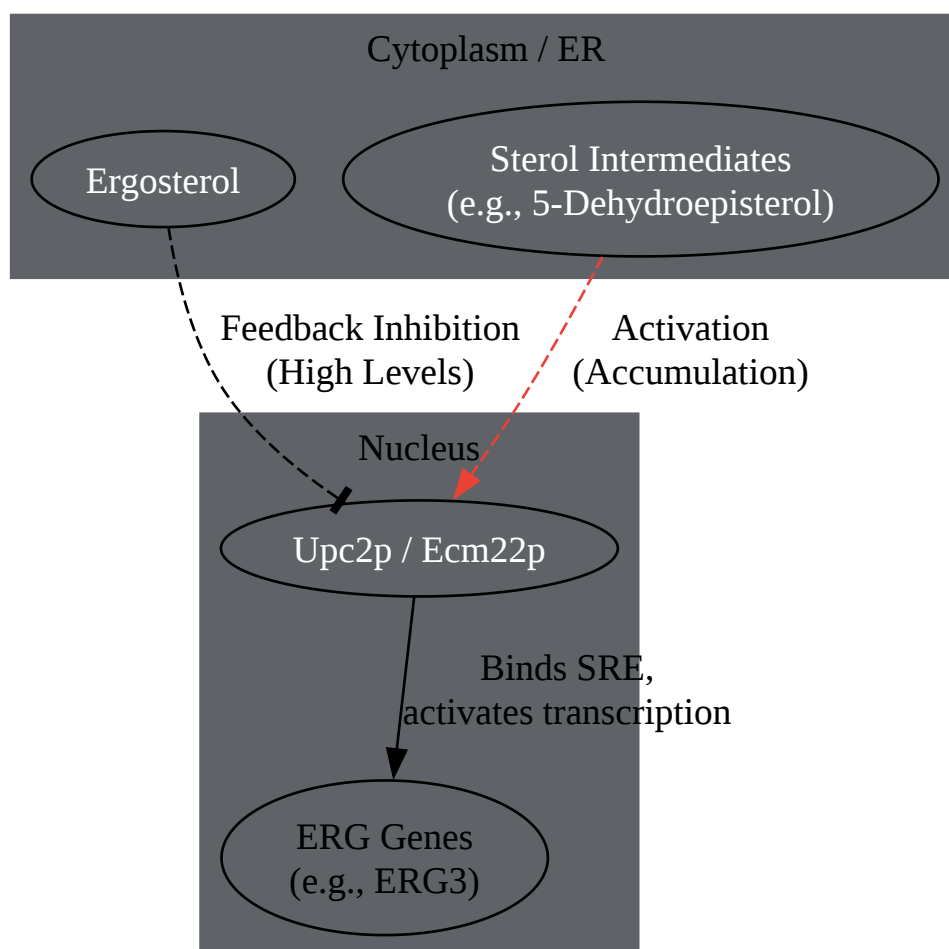 Cytoplasm / ER
Ergosterol
Sterol Intermediates
(e.g., 5-Dehydroepisterol)
Feedback Inhibition
(High Levels)
Activation
(Accumulation)
Nucleus
Upc2p / Ecm22p
Binds SRE,
activates transcription
ERG Genes
(e.g., ERG3)